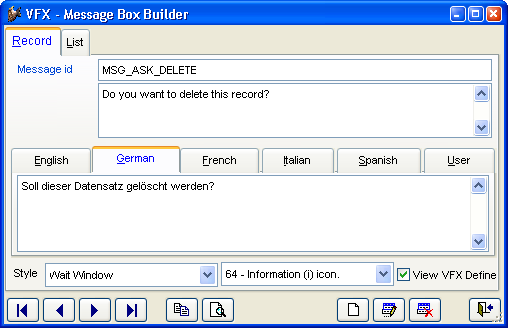 VFX - Message Box Builder
Record List
Message id MSG_ASK_DELETE
Do you want to delete this record?
English German French Italian Spanish User
Soll dieser Datensatz gelöscht werden?
Style Wait Window 64 - Information (i) icon. View VFX Define